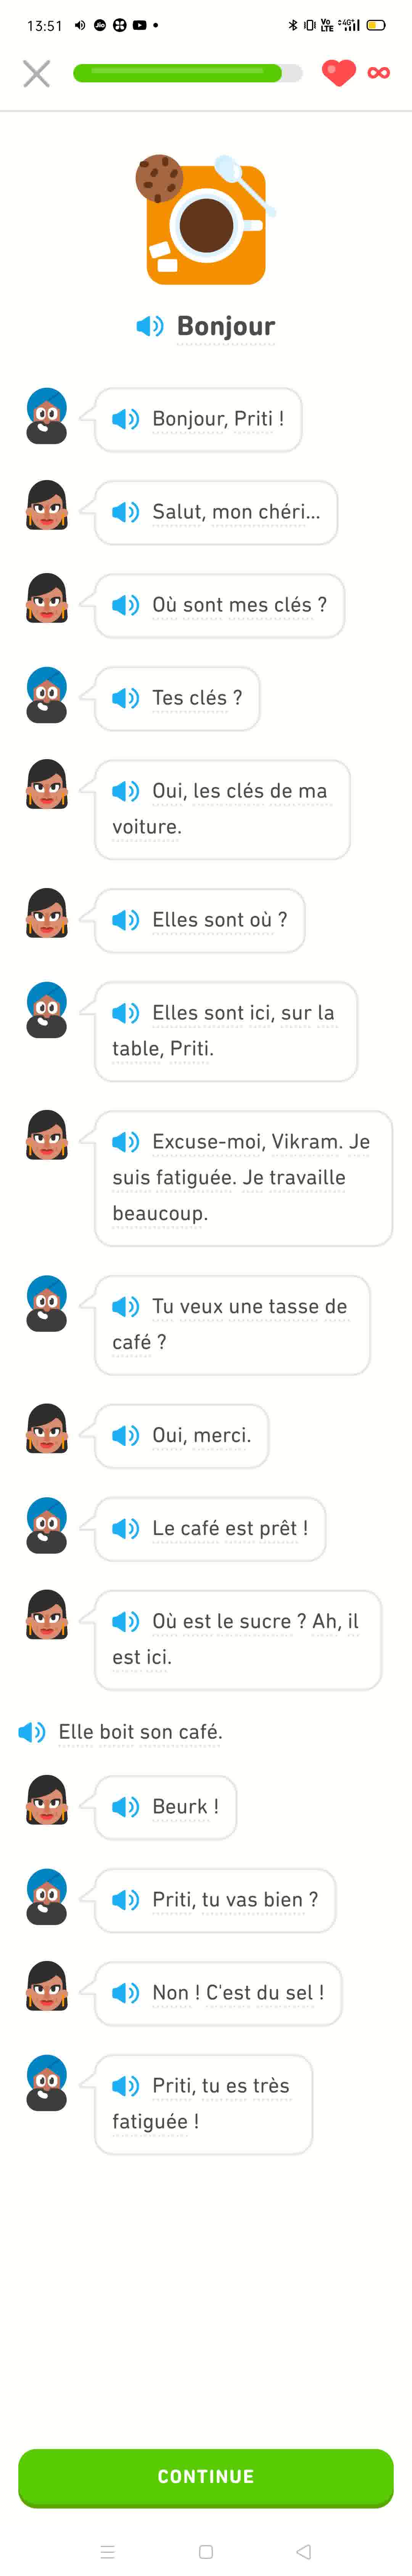 13:51
Vo LTE 4G
Bonjour
Bonjour, Priti !
Salut, mon chéri...
Où sont mes clés ?
Tes clés ?
Oui, les clés de ma
voiture.
Elles sont où ?
Elles sont ici, sur la
table, Priti.
Excuse-moi, Vikram. Je
suis fatiguée. Je travaille
beaucoup.
Tu veux une tasse de
café ?
Oui, merci.
Le café est prêt !
Où est le sucre ? Ah, il
est ici.
Elle boit son café.
Beurk !
Priti, tu vas bien ?
Non ! C'est du sel !
Priti, tu es très
fatiguée !
CONTINUE